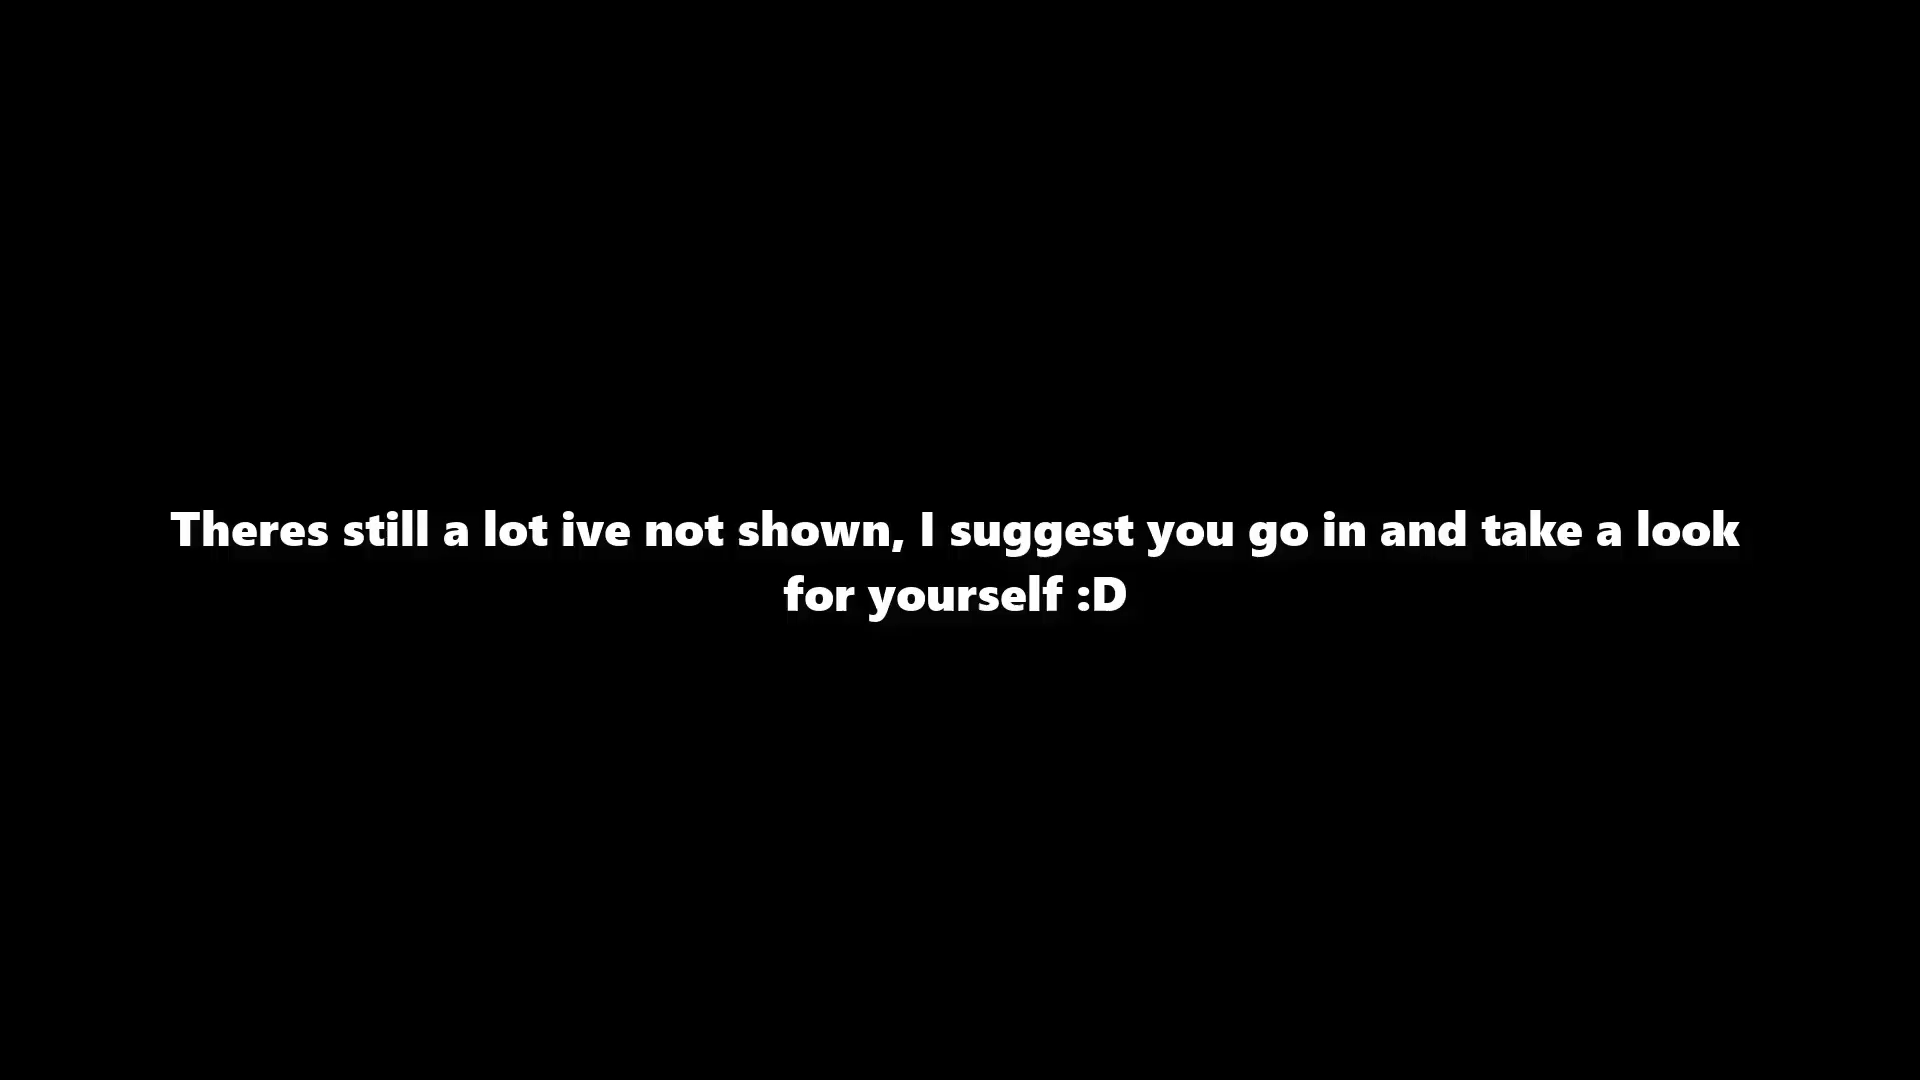 Theres still a lot ive not shown, I suggest you go in and take a look
for yourself :D